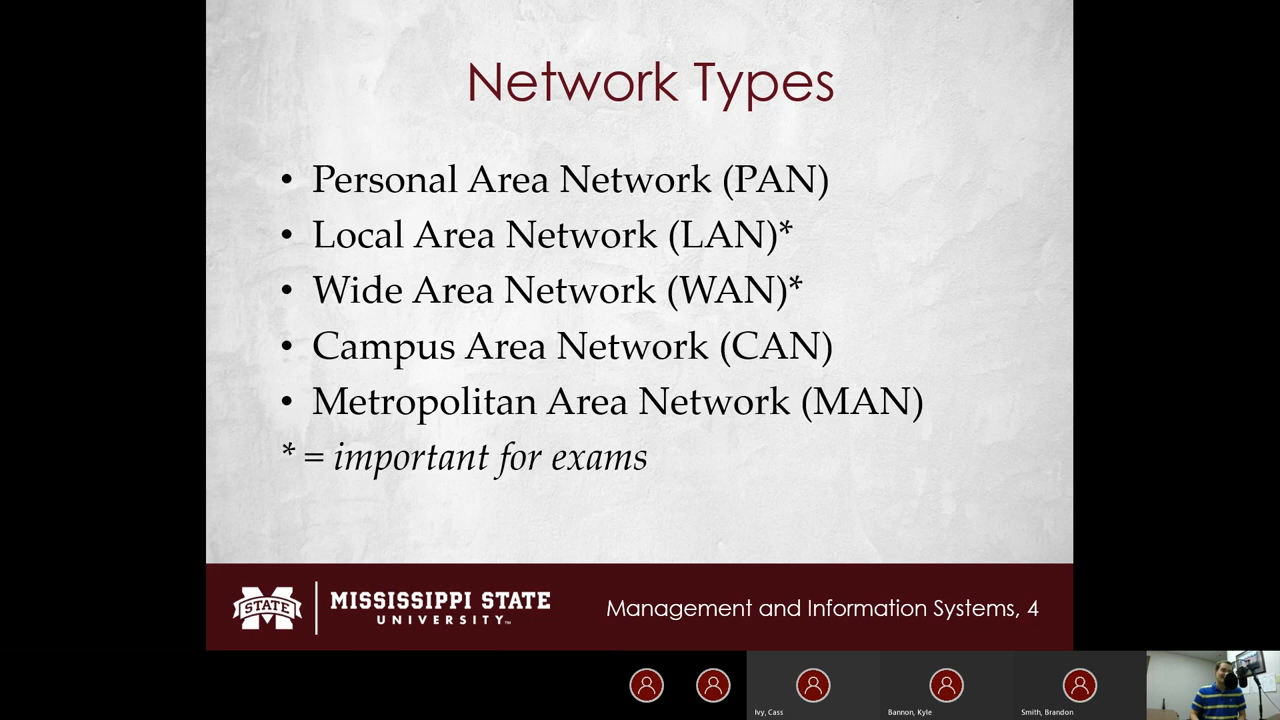 Network Types
• Personal Area Network (PAN)
• Local Area Network (LAN)*
• Wide Area Network (WAN)*
• Campus Area Network (CAN)
• Metropolitan Area Network (MAN)
* = important for exams
STATE
MISSISSIPPI STATE
UNIVERSITY™
Management and Information Systems, 4
Ivy, Cass
Bannon, Kyle
Smith, Brandon